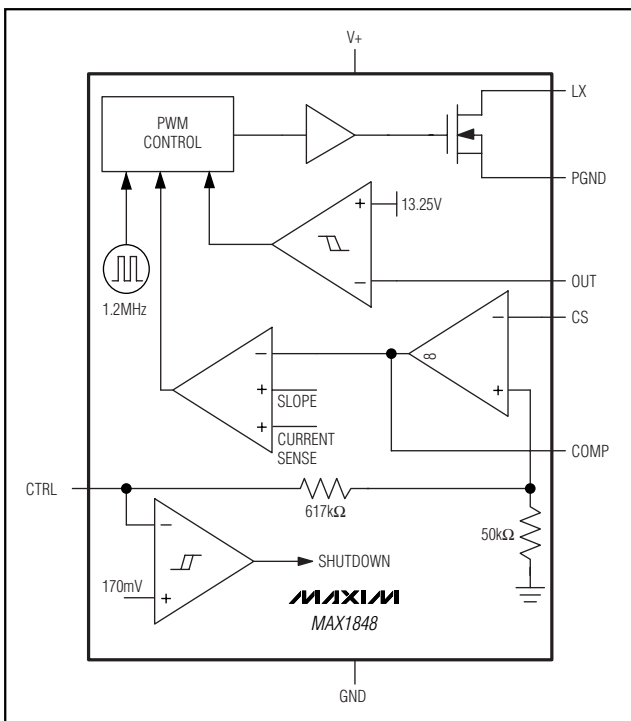 V+
LX
PWM
CONTROL
PGND
+
13.25V
−
OUT
1.2MHz
−
CS
−
∞
+
SLOPE
+
+
CURRENT
SENSE
COMP
CTRL
617kΩ
−
50kΩ
SHUTDOWN
170mV
+
MAXIM
MAX1848
GND